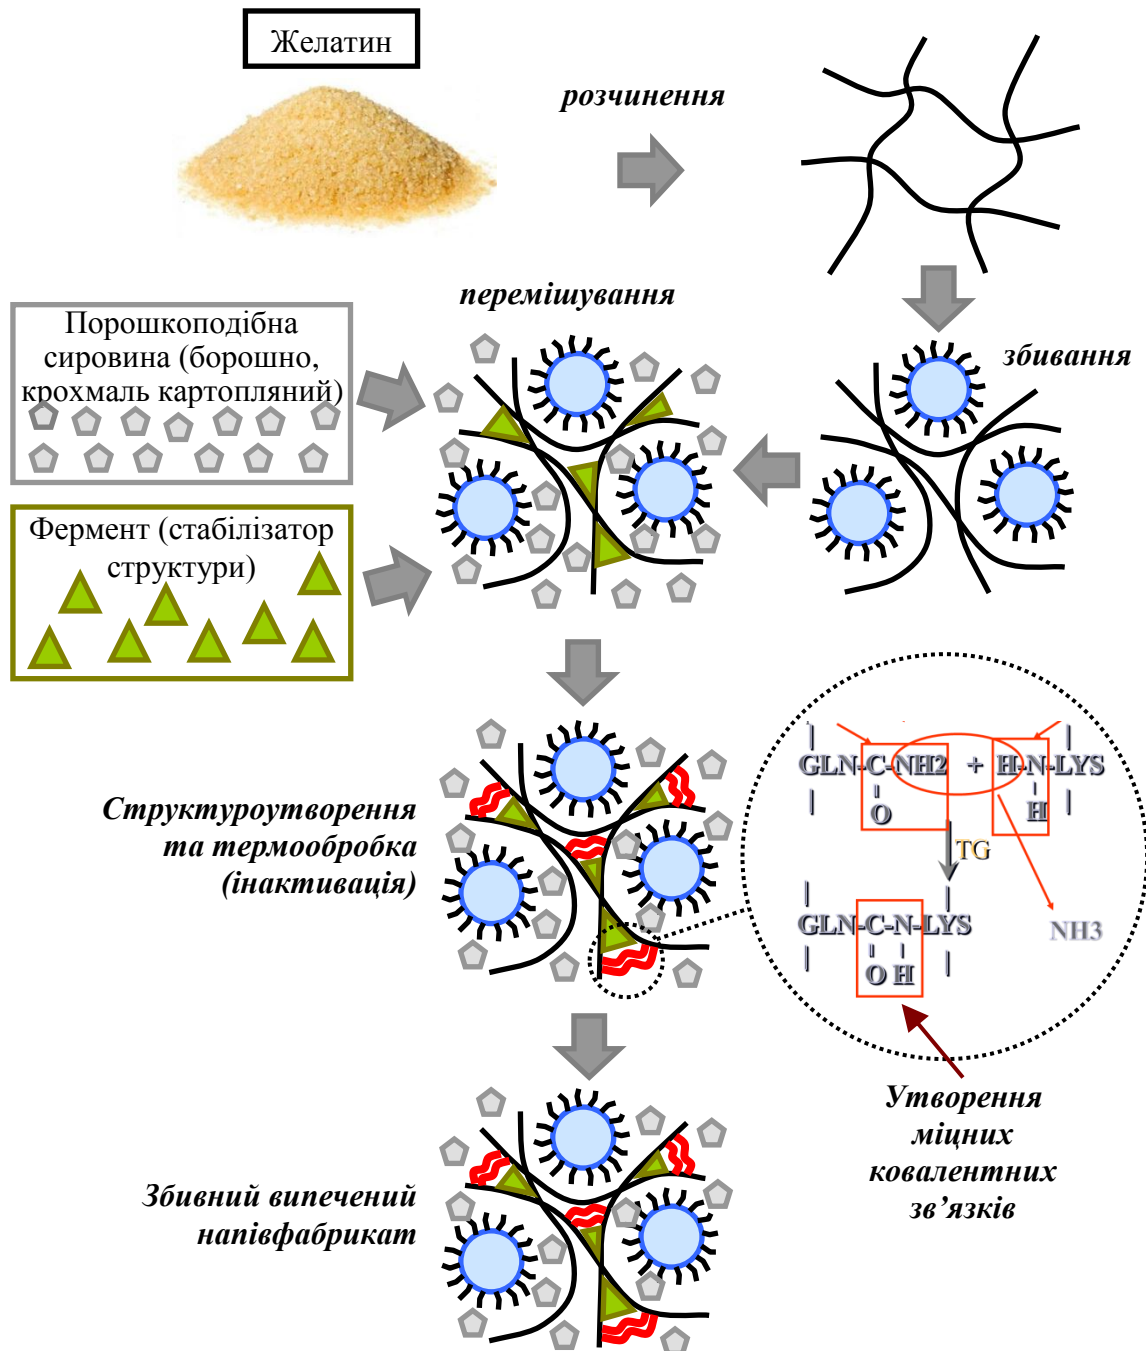 Желатин
розчинення
перемішування
збивання
Порошкоподібна
сировина (борошно,
крохмаль картопляний)
Фермент (стабілізатор
структури)
Структуроутворення
та термообробка
(інактивація)
GLN-C-NH2 + H-N-LYS
O H
TG
GLN-C-N-LYS
O H
NH3
Утворення
міцних
ковалентних
зв’язків
Збивний випечений
напівфабрикат